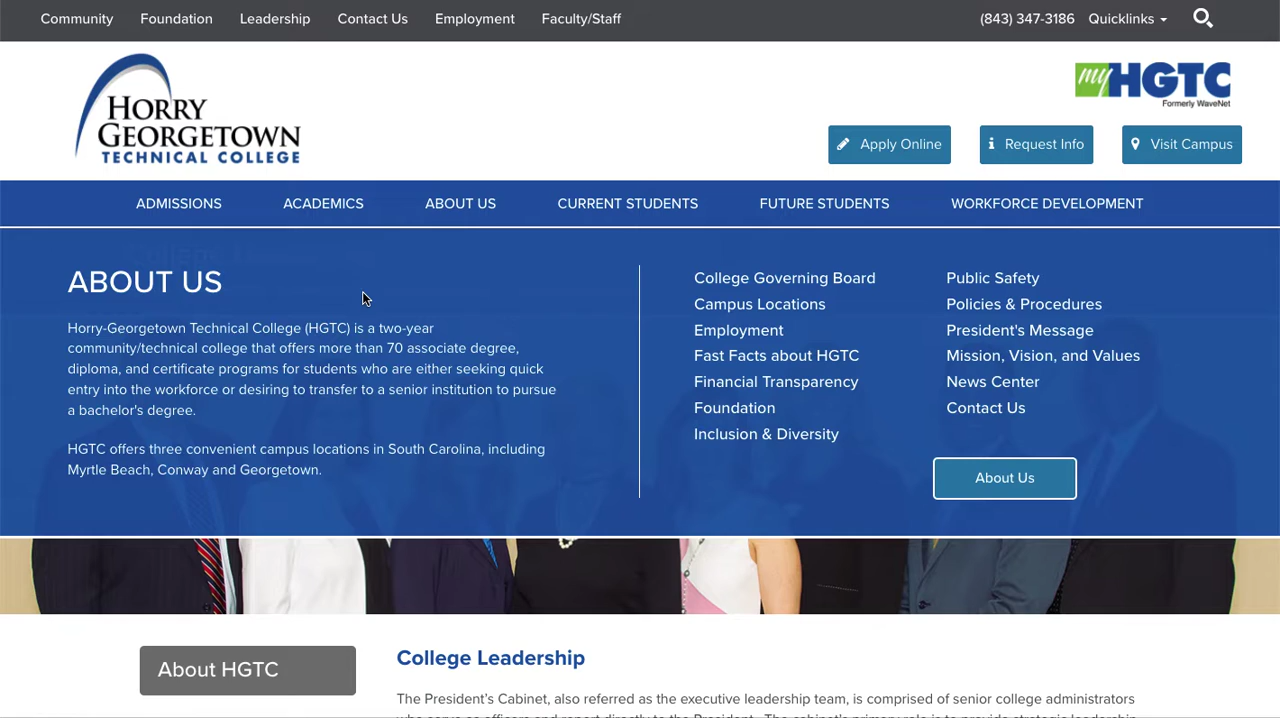 Community Foundation Leadership Contact Us Employment Faculty/Staff (843) 347-3186 Quicklinks
HORRY
GEORGETOWN
TECHNICAL COLLEGE
my HGTC
Formerly WaveNet
Apply Online Request Info Visit Campus
ADMISSIONS ACADEMICS ABOUT US CURRENT STUDENTS FUTURE STUDENTS WORKFORCE DEVELOPMENT
ABOUT US
Horry-Georgetown Technical College (HGTC) is a two-year
community/technical college that offers more than 70 associate degree,
diploma, and certificate programs for students who are either seeking quick
entry into the workforce or desiring to transfer to a senior institution to pursue
a bachelor's degree.
HGTC offers three convenient campus locations in South Carolina, including
Myrtle Beach, Conway and Georgetown.
College Governing Board
Campus Locations
Employment
Fast Facts about HGTC
Financial Transparency
Foundation
Inclusion & Diversity
Public Safety
Policies & Procedures
President's Message
Mission, Vision, and Values
News Center
Contact Us
About Us
About HGTC
College Leadership
The President's Cabinet, also referred as the executive leadership team, is comprised of senior college administrators